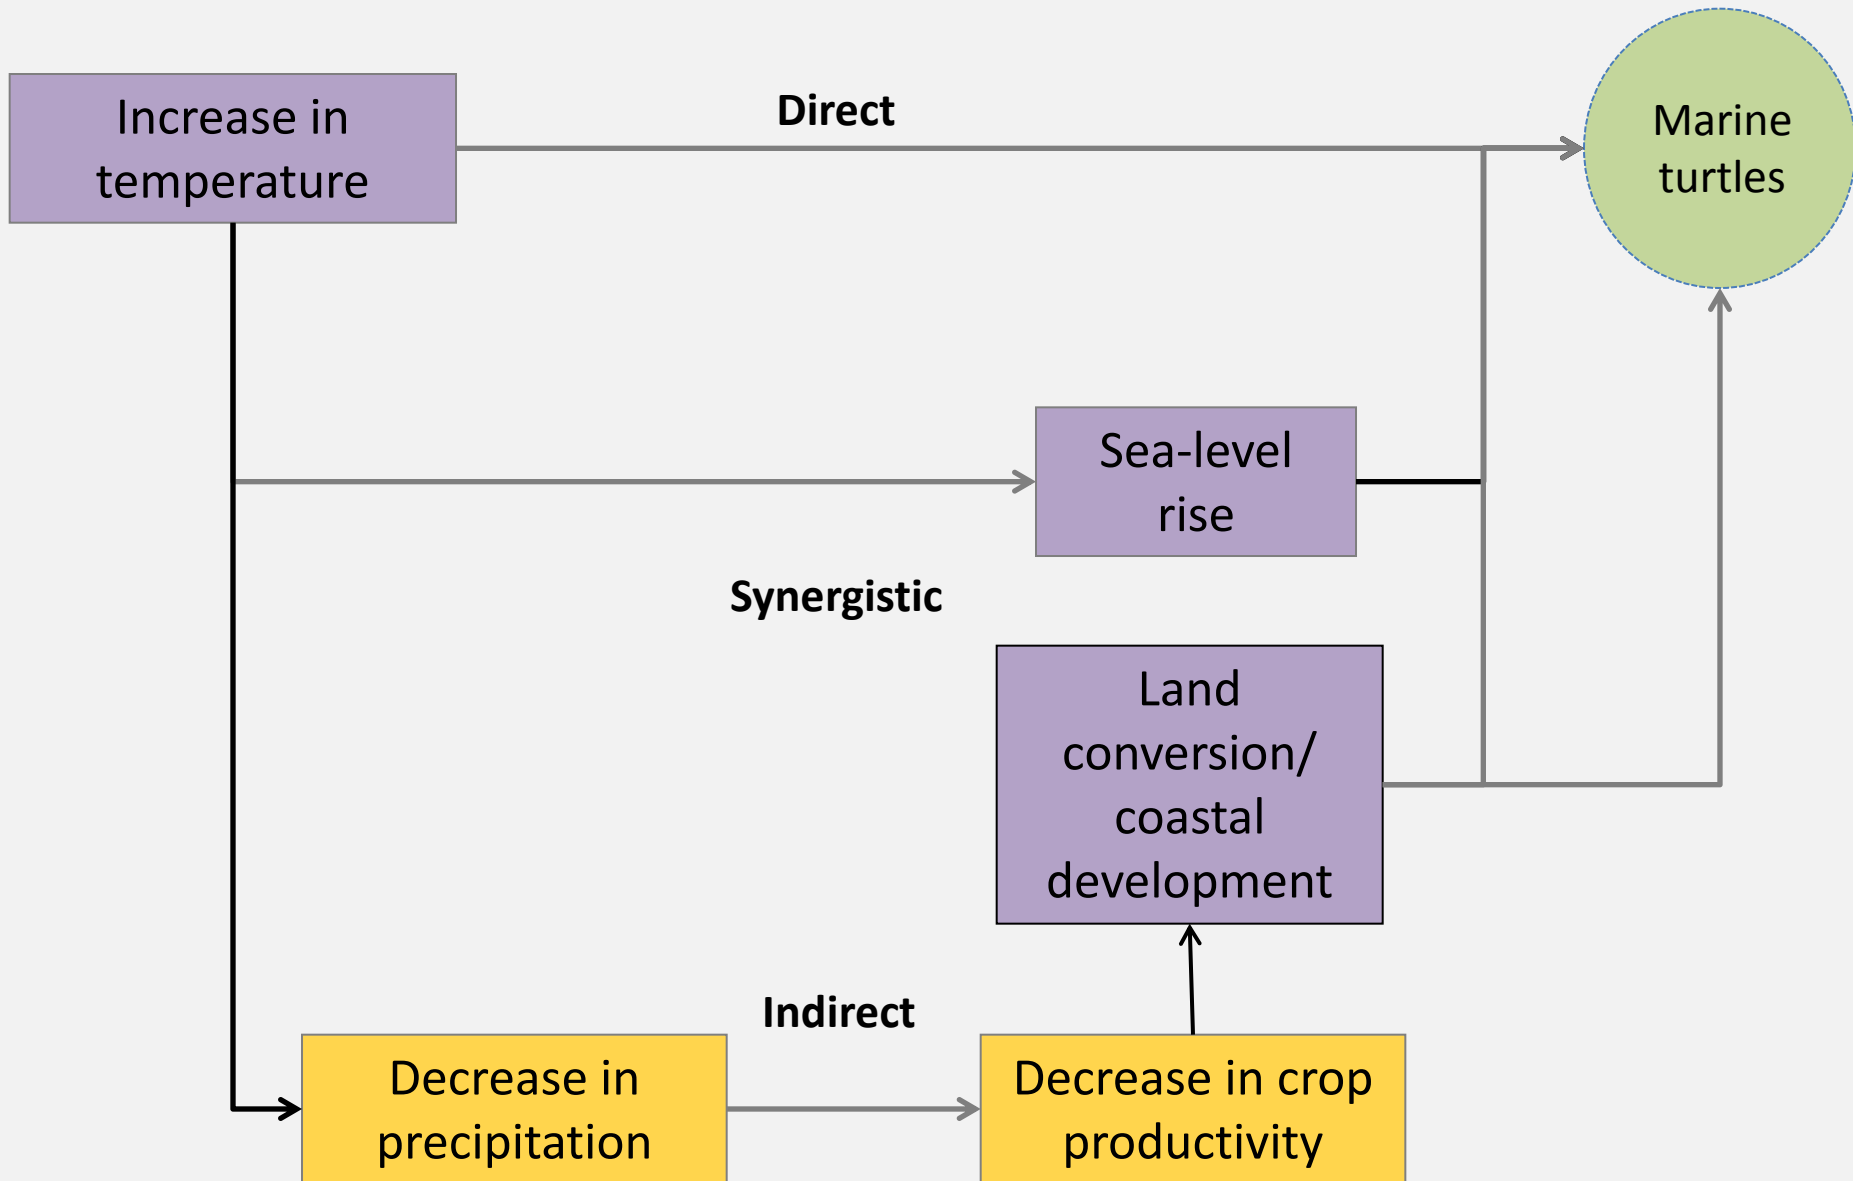 Increase in
temperature
Direct
Marine
turtles
Sea-level
rise
Synergistic
Land
conversion/
coastal
development
Indirect
Decrease in
precipitation
Decrease in crop
productivity